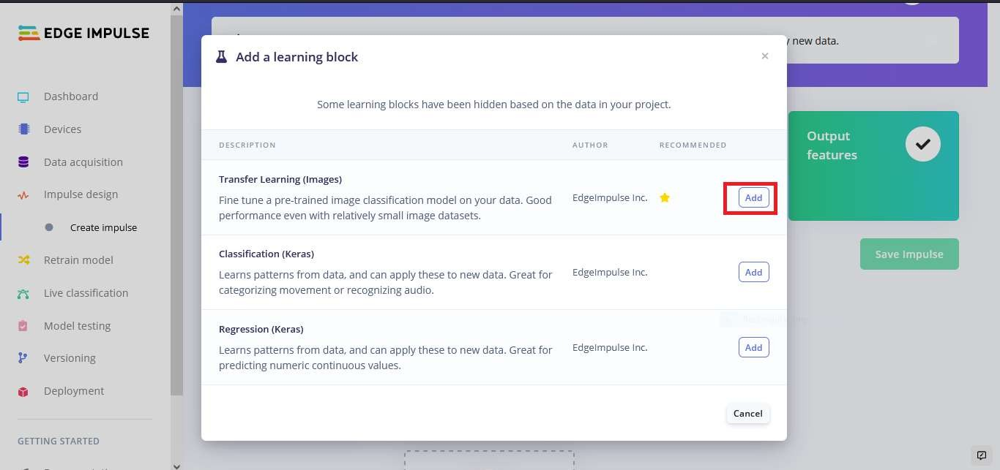 EDGE IMPULSE
Dashboard
Devices
Data acquisition
Impulse design
Create impulse
Retrain model
Live classification
Model testing
Versioning
Deployment
GETTING STARTED
new data.
Output
features
Save Impulse
Add a learning block
×
Some learning blocks have been hidden based on the data in your project.
DESCRIPTION AUTHOR RECOMMENDED
Transfer Learning (Images)
Fine tune a pre-trained image classification model on your data. Good
performance even with relatively small image datasets.
EdgeImpulse Inc.
Add
Classification (Keras)
Learns patterns from data, and can apply these to new data. Great for
categorizing movement or recognizing audio.
EdgeImpulse Inc.
Add
Regression (Keras)
Learns patterns from data, and can apply these to new data. Great for
predicting numeric continuous values.
EdgeImpulse Inc.
Add
Cancel